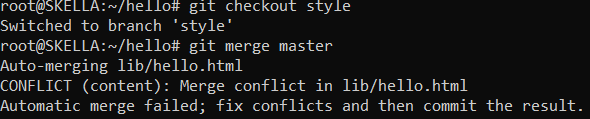 root@SKELLA:~/hello# git checkout style
Switched to branch 'style'
root@SKELLA:~/hello# git merge master
Auto-merging lib/hello.html
CONFLICT (content): Merge conflict in lib/hello.html
Automatic merge failed; fix conflicts and then commit the result.